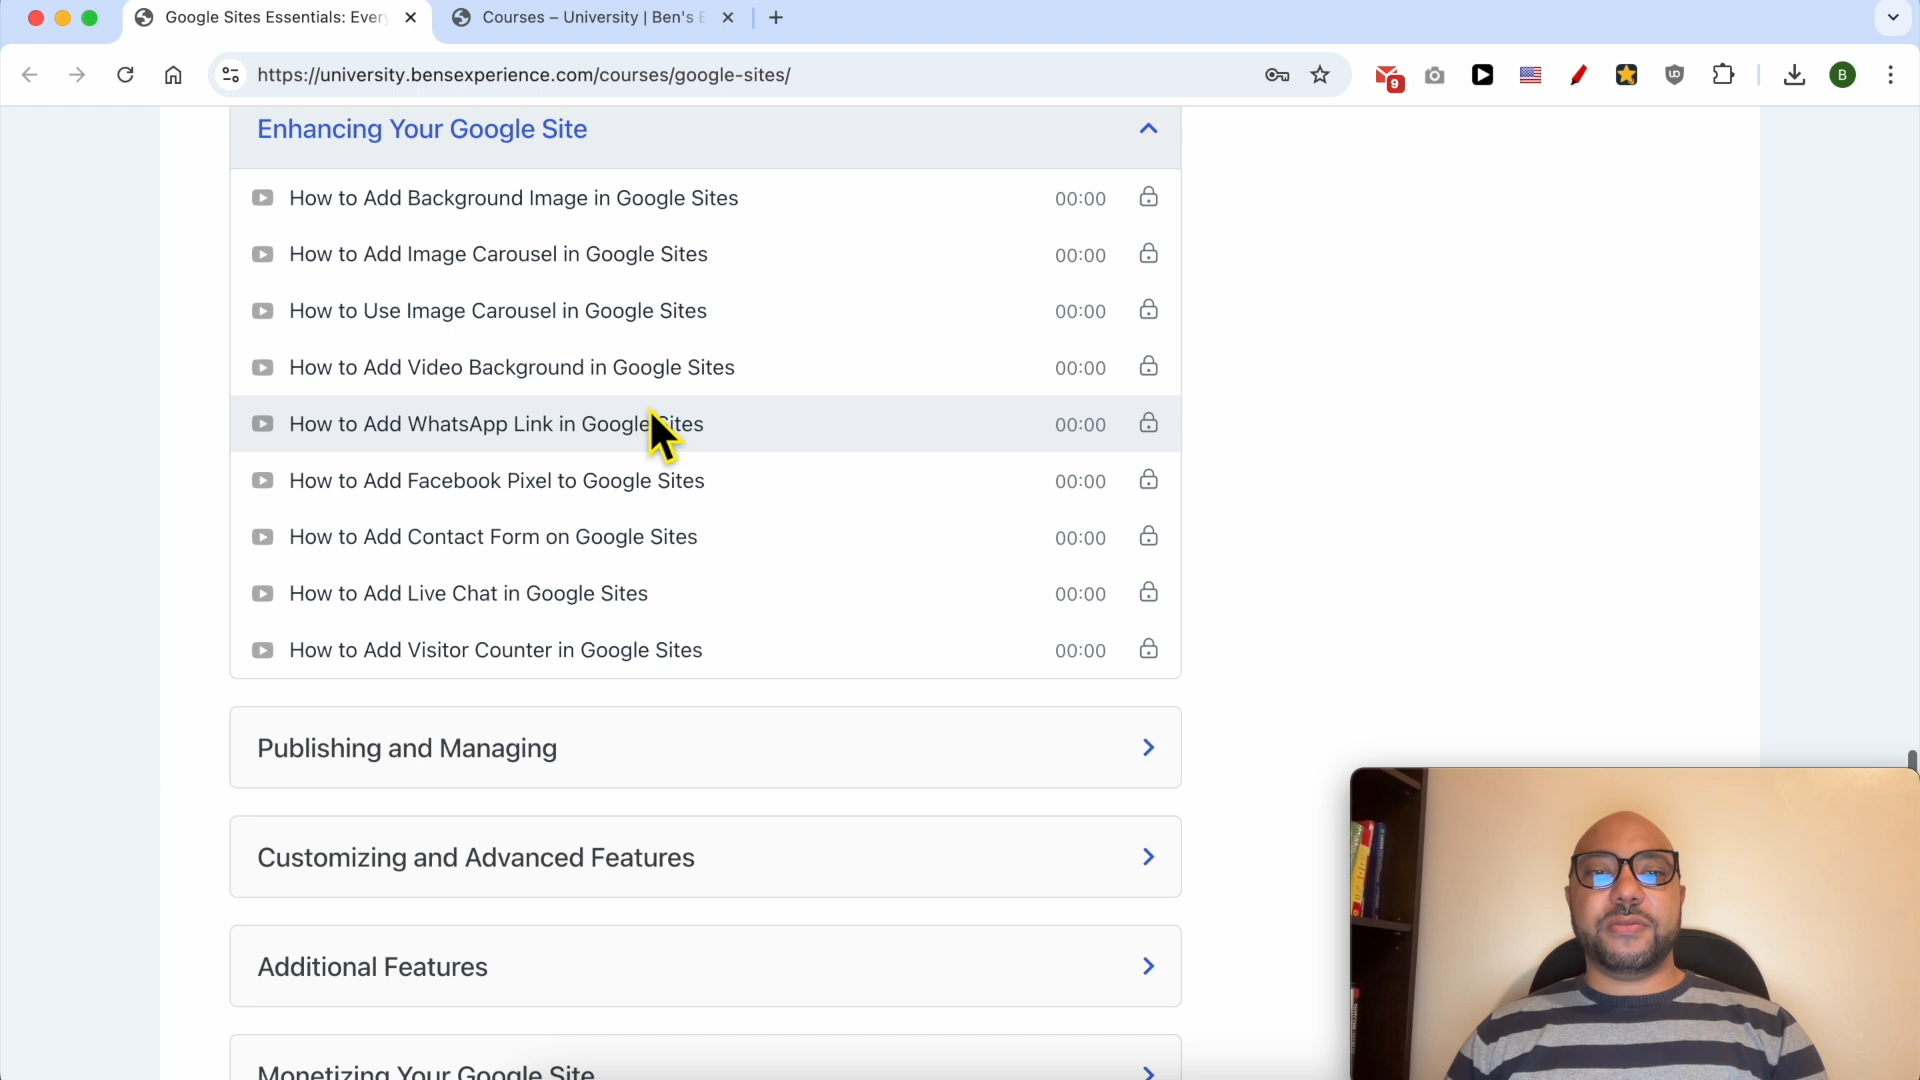 Google Sites Essentials: Ever
Courses – University | Ben's E
https://university.bensexperience.com/courses/google-sites/
9
B
Enhancing Your Google Site
How to Add Background Image in Google Sites 00:00
How to Add Image Carousel in Google Sites 00:00
How to Use Image Carousel in Google Sites 00:00
How to Add Video Background in Google Sites 00:00
How to Add WhatsApp Link in Google Sites 00:00
How to Add Facebook Pixel to Google Sites 00:00
How to Add Contact Form on Google Sites 00:00
How to Add Live Chat in Google Sites 00:00
How to Add Visitor Counter in Google Sites 00:00
Publishing and Managing
Customizing and Advanced Features
Additional Features
Monetizing Your Google Site